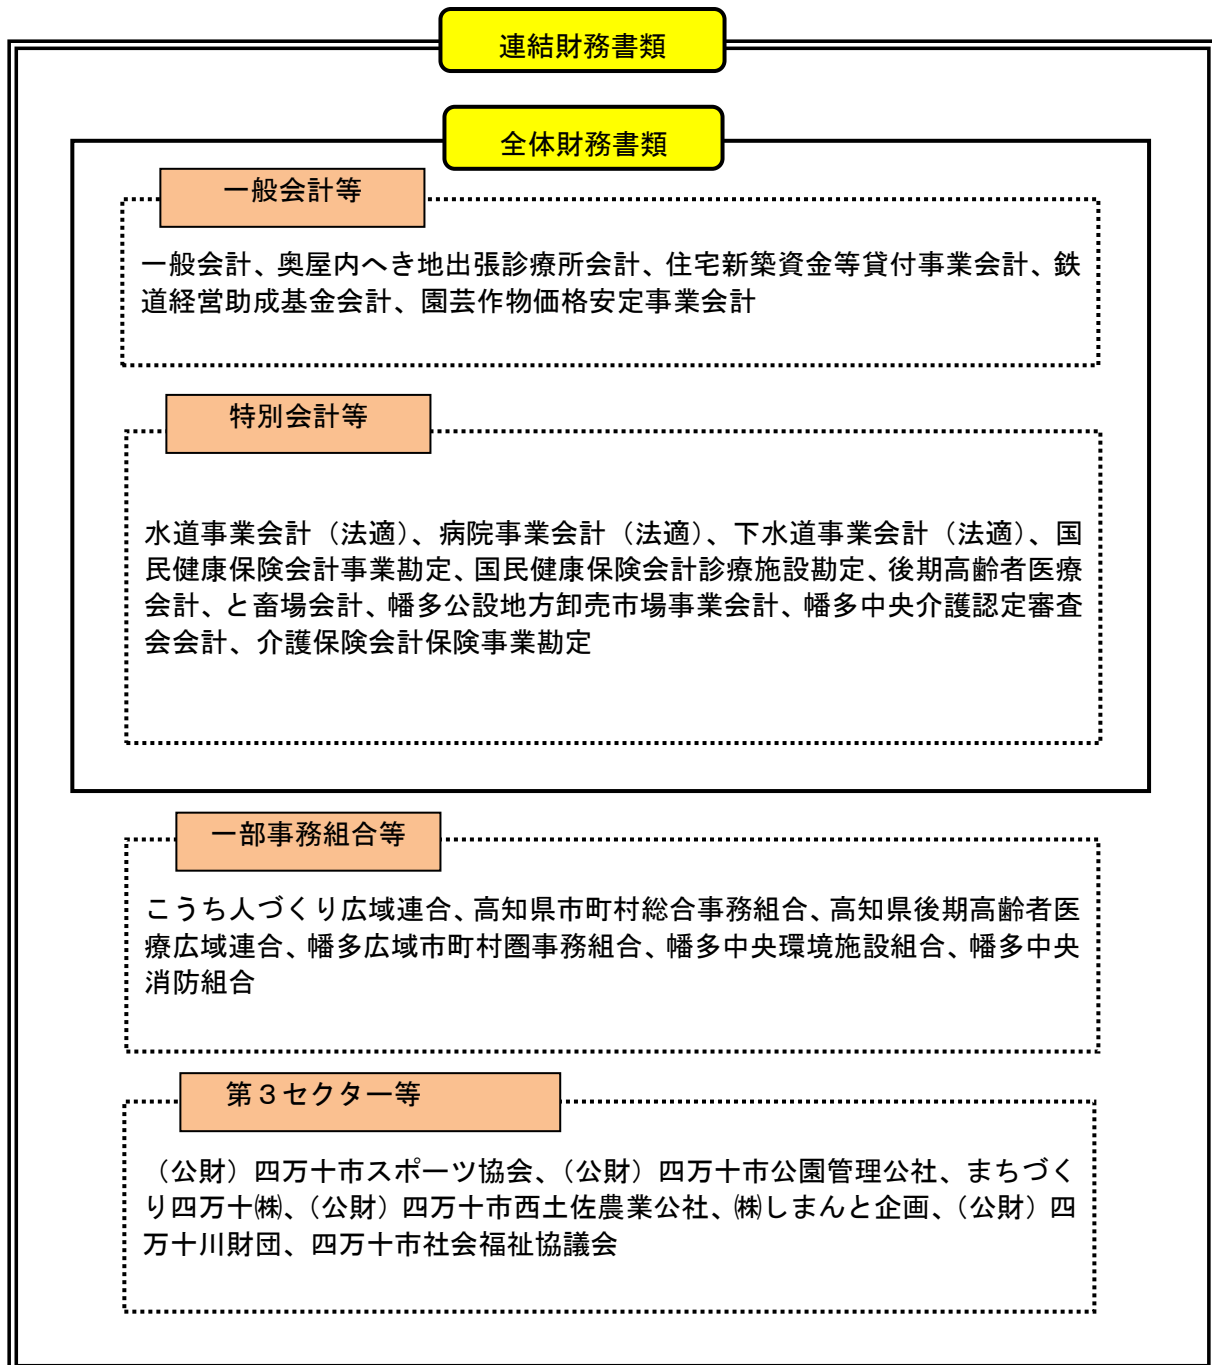 連結財務書類
全体財務書類
一般会計等
一般会計、奥屋内へき地出張診療所会計、住宅新築資金等貸付事業会計、鉄
道経営助成基金会計、園芸作物価格安定事業会計
特別会計等
水道事業会計（法適）、病院事業会計（法適）、下水道事業会計（法適）、国
民健康保険会計事業勘定、国民健康保険会計診療施設勘定、後期高齢者医療
会計、と畜場会計、幡多公設地方卸売市場事業会計、幡多中央介護認定審査
会会計、介護保険会計保険事業勘定
一部事務組合等
こうち人づくり広域連合、高知県市町村総合事務組合、高知県後期高齢者医
療広域連合、幡多広域市町村圏事務組合、幡多中央環境施設組合、幡多中央
消防組合
第３セクター等
（公財）四万十市スポーツ協会、（公財）四万十市公園管理公社、まちづく
り四万十㈱、（公財）四万十市西土佐農業公社、㈱しまんと企画、（公財）四
万十川財団、四万十市社会福祉協議会